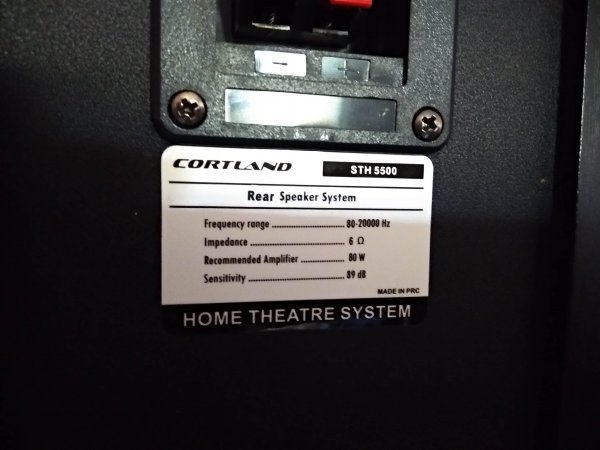 - +
CORTLAND STH 5500
Rear Speaker System
Frequency range ........................ 80-20000 Hz
Impedance ................................ 6 Ω
Recommended Amplifier ............ 80 W
Sensitivity ................................ 89 dB
MADE IN PRC
HOME THEATRE SYSTEM